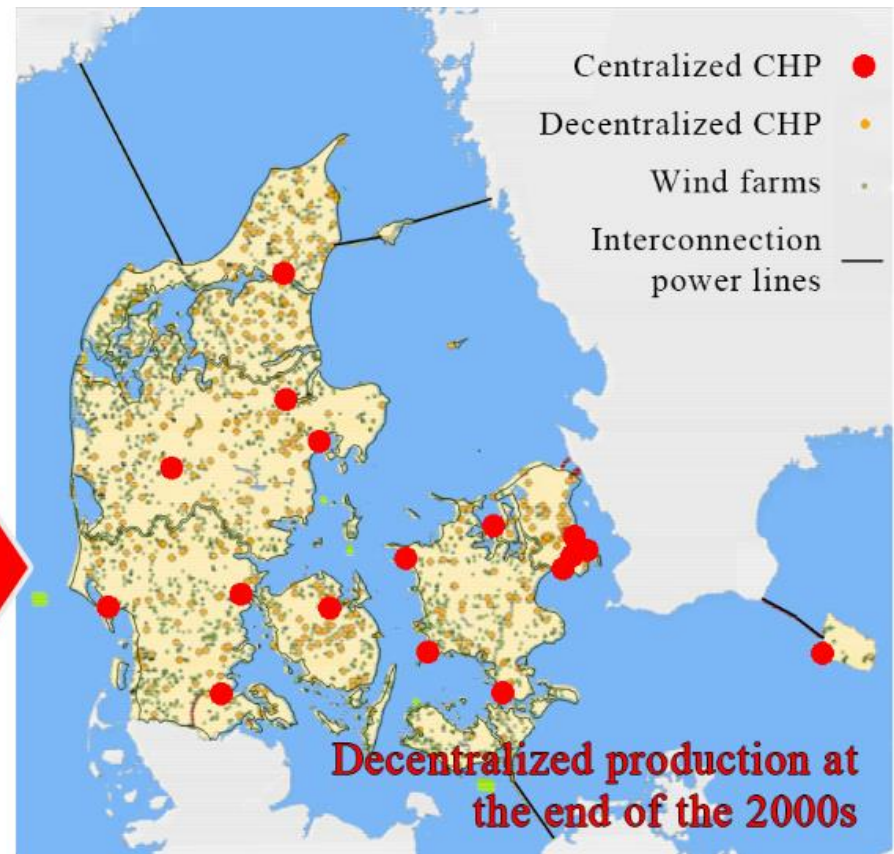 Centralized CHP
Decentralized CHP
Wind farms
Interconnection
power lines
Decentralized production at
the end of the 2000s